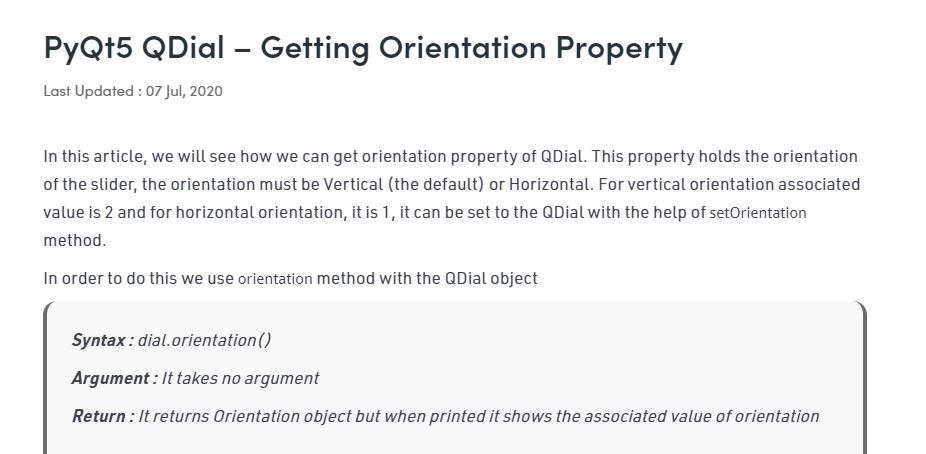 PyQt5 QDial – Getting Orientation Property
Last Updated : 07 Jul, 2020
In this article, we will see how we can get orientation property of QDial. This property holds the orientation
of the slider, the orientation must be Vertical (the default) or Horizontal. For vertical orientation associated
value is 2 and for horizontal orientation, it is 1, it can be set to the QDial with the help of setOrientation
method.
In order to do this we use orientation method with the QDial object
Syntax : dial.orientation()
Argument : It takes no argument
Return : It returns Orientation object but when printed it shows the associated value of orientation